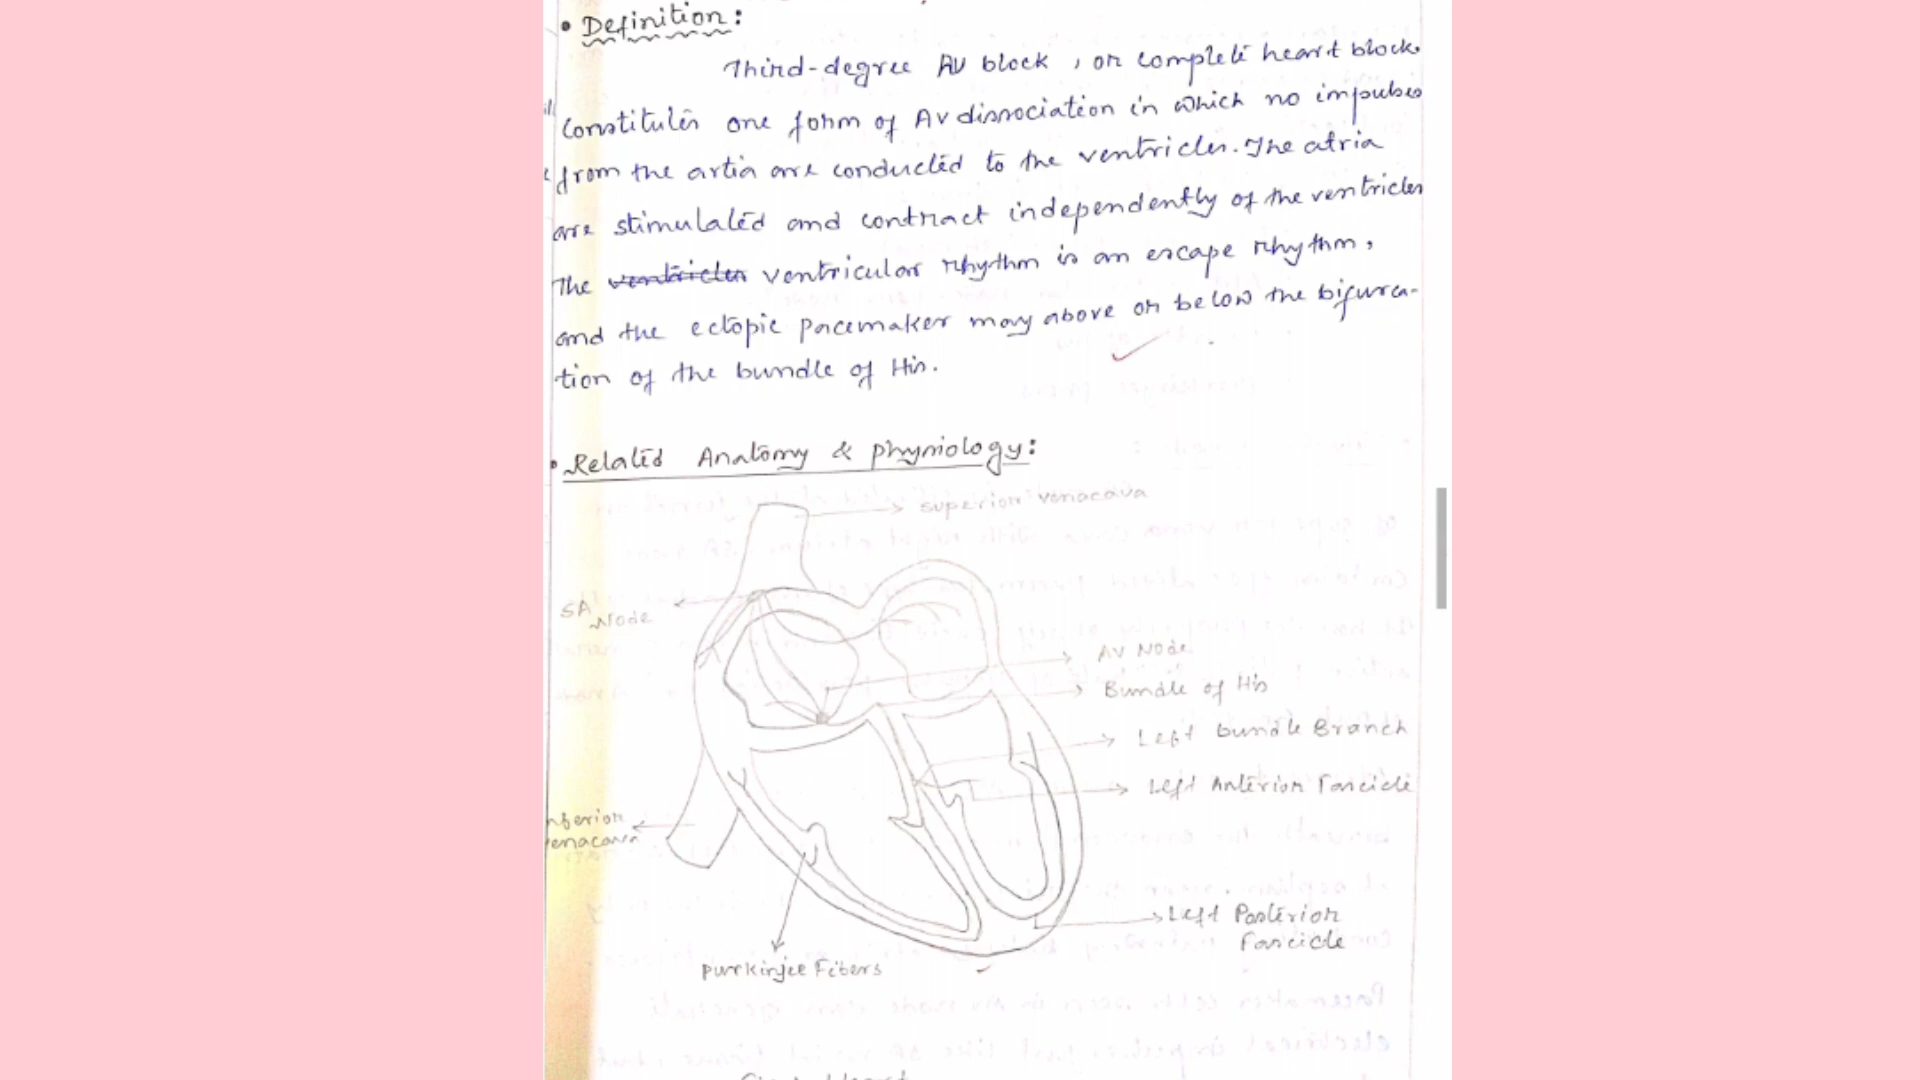 • Definition:
Third-degree AV block, or complete heart block
constitutes one form of AV dissociation in which no impulses
from the artia are conducted to the ventricles. The atria
are stimulated and contract independently of the ventricles
The ventricles ventricular rhythm is an escape rhythm,
and the ectopic pacemaker may above or below the bifurca-
tion of the bundle of His.
• Related Anatomy & physiology:
superior venacava
SA Node
AV Node
Bundle of His
Left bundle Branch
Left Anterior Fascicle
nferior
enacava
Left Posterior
Fascicle
purkinjee Fibers